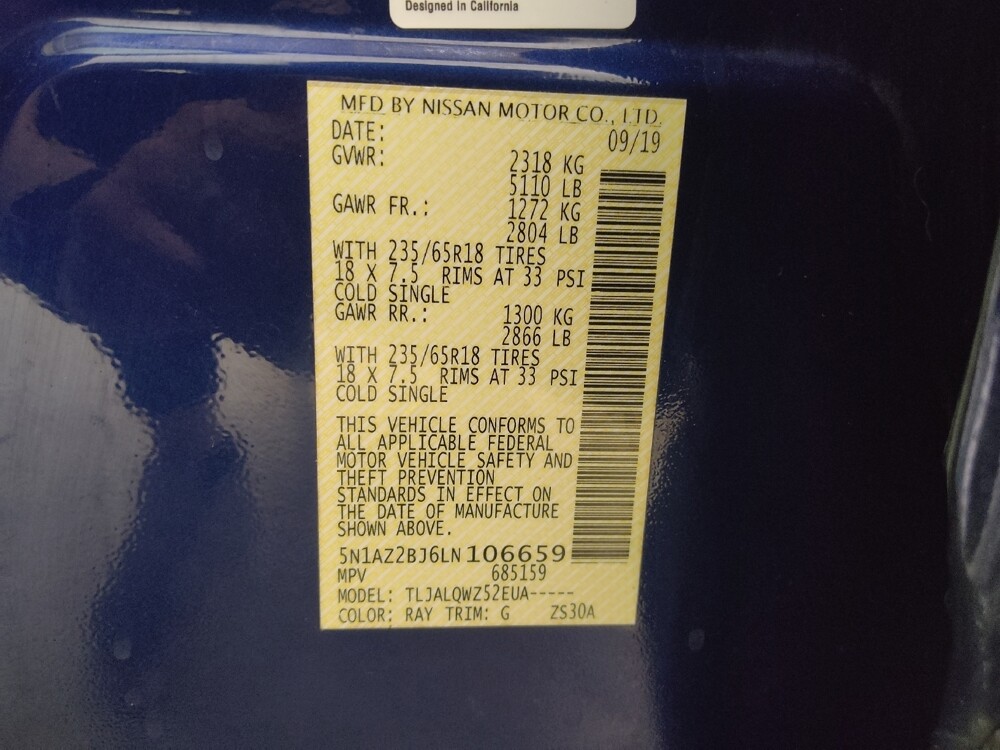 Designed in California
MFD BY NISSAN MOTOR CO., LTD.
DATE: 09/19
GVWR: 2318 KG
5110 LB
GAWR FR.: 1272 KG
2804 LB
WITH 235/65R18 TIRES
18 X 7.5 RIMS AT 33 PSI
COLD SINGLE
GAWR RR.: 1300 KG
2866 LB
WITH 235/65R18 TIRES
18 X 7.5 RIMS AT 33 PSI
COLD SINGLE
THIS VEHICLE CONFORMS TO
ALL APPLICABLE FEDERAL
MOTOR VEHICLE SAFETY AND
THEFT PREVENTION
STANDARDS IN EFFECT ON
THE DATE OF MANUFACTURE
SHOWN ABOVE.
5N1AZ2BJ6LN106659
MPV 685159
MODEL: TLJALQWZ52EUA-----
COLOR: RAY TRIM: G ZS30A